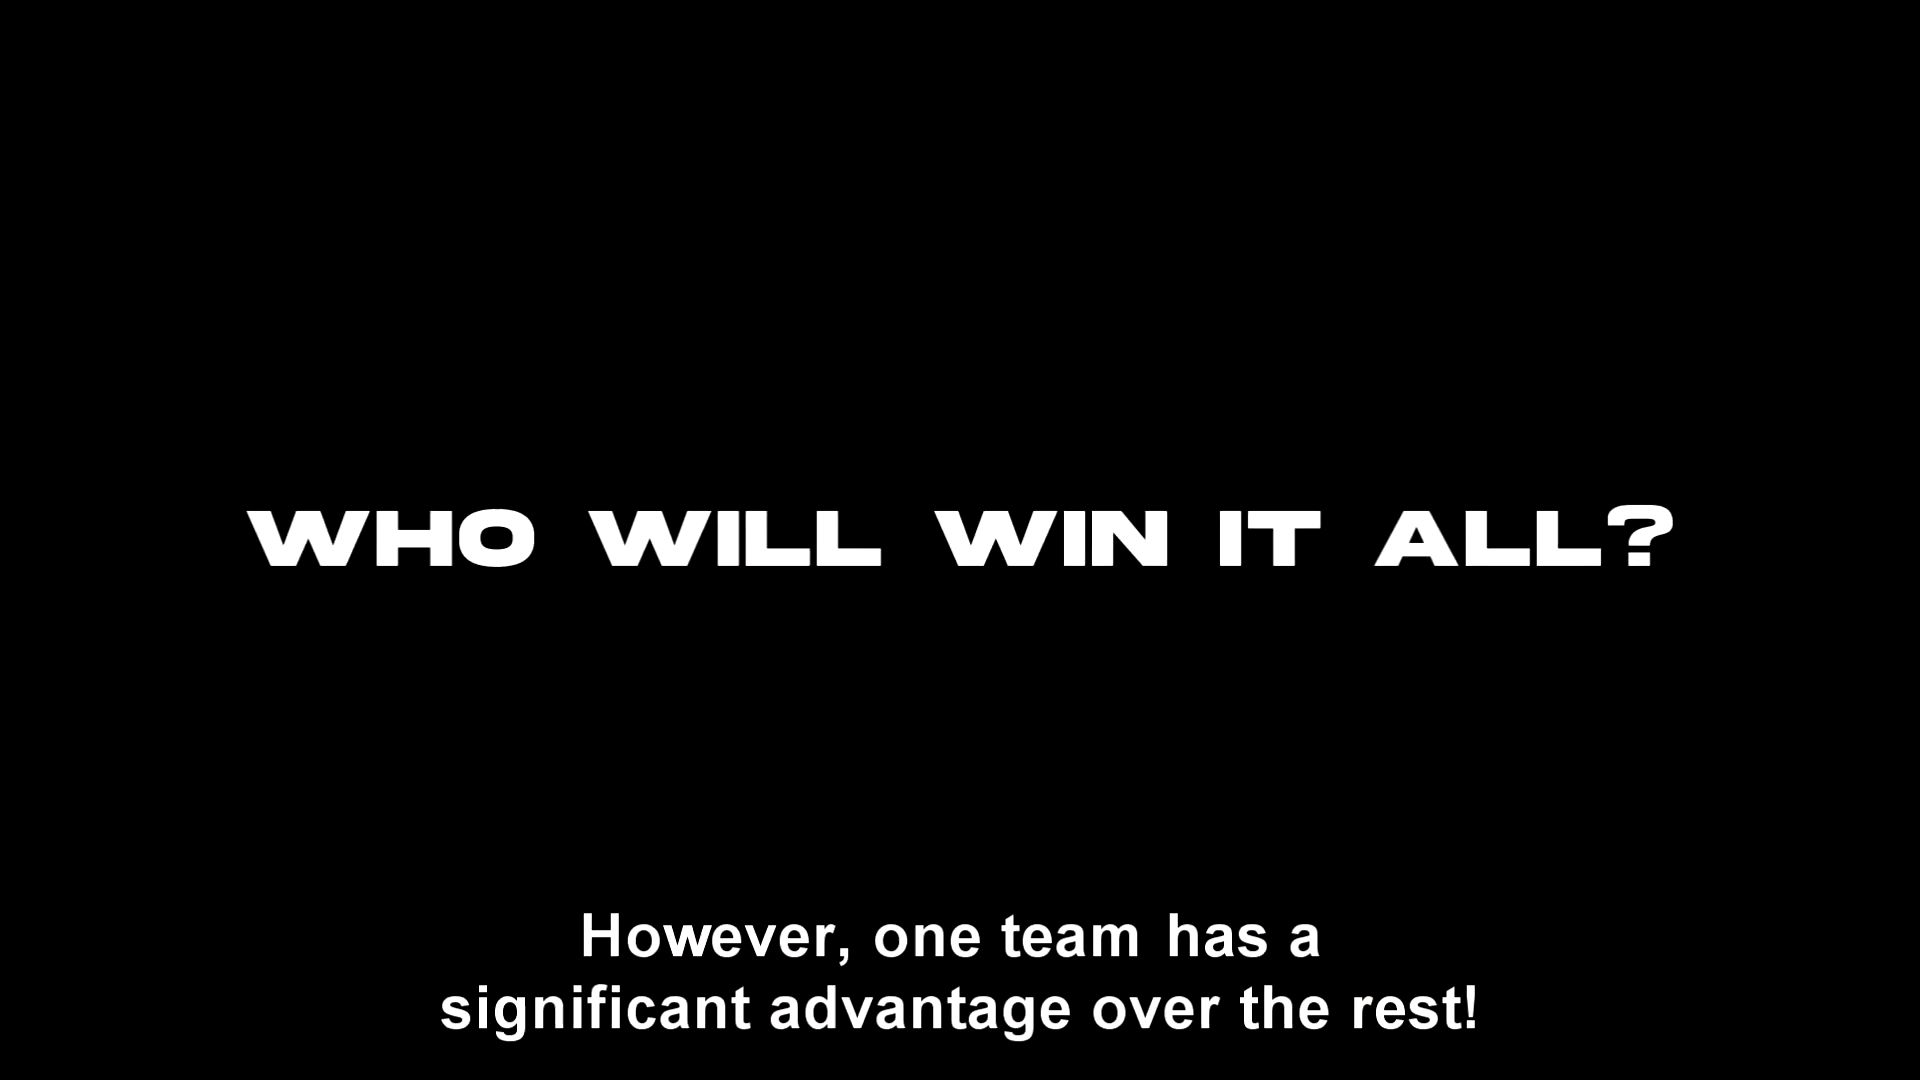 WHO WILL WIN IT ALL?
However, one team has a
significant advantage over the rest!